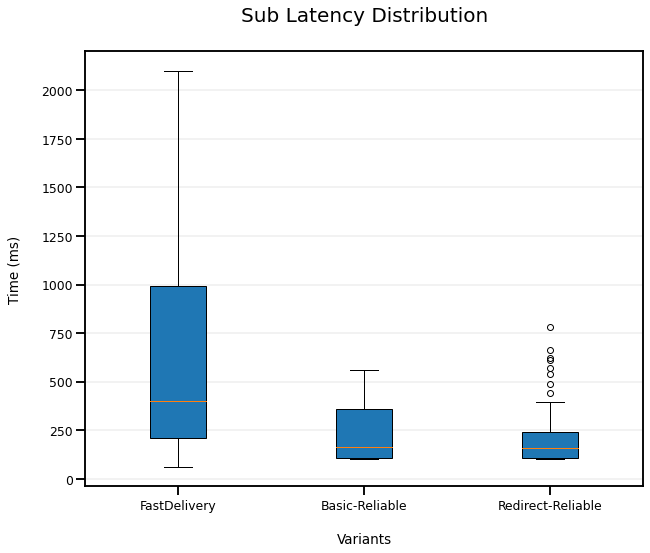 Sub Latency Distribution
2000
1750
1500
1250
1000
750
500
250
0
Time (ms)
FastDelivery Basic-Reliable Redirect-Reliable
Variants